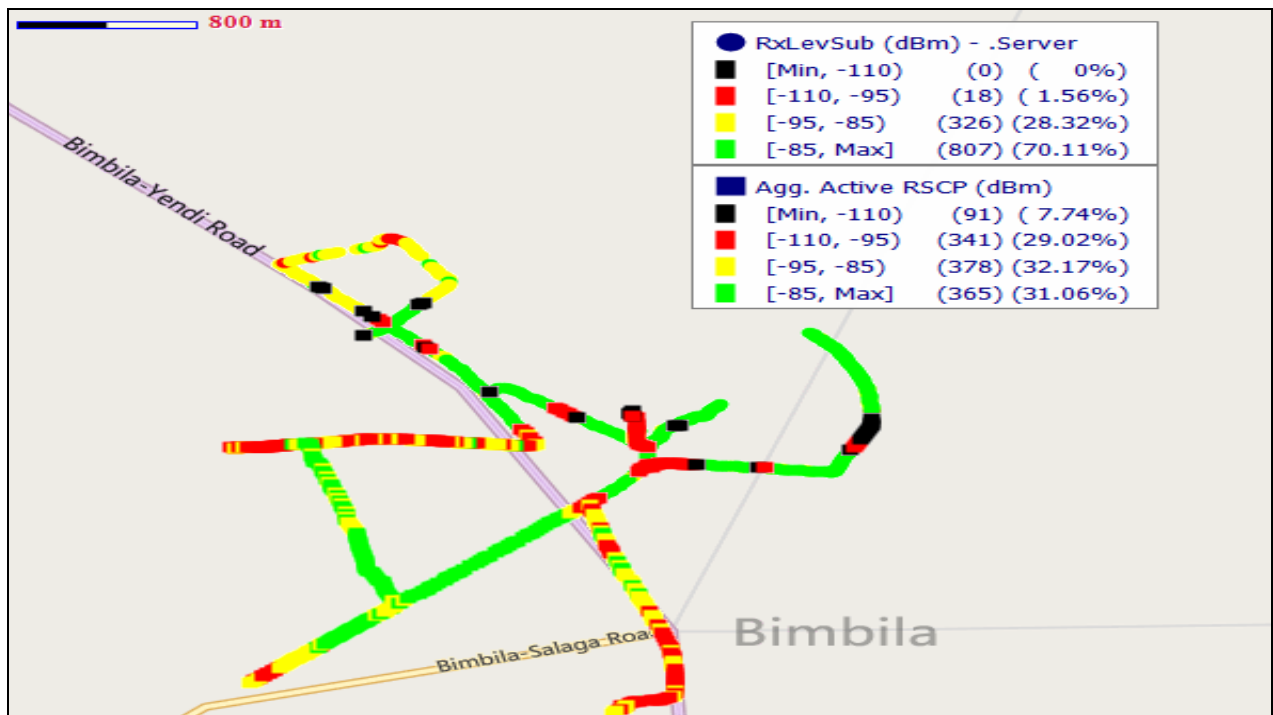 800 m
RxLevSub (dBm) - .Server
[Min, -110) (0) ( 0%)
[-110, -95) (18) ( 1.56%)
[-95, -85) (326) (28.32%)
[-85, Max] (807) (70.11%)
Agg. Active RSCP (dBm)
[Min, -110) (91) ( 7.74%)
[-110, -95) (341) (29.02%)
[-95, -85) (378) (32.17%)
[-85, Max] (365) (31.06%)
Bimbila-Yendi Road
Bimbila
Bimbila-Salaga Roa